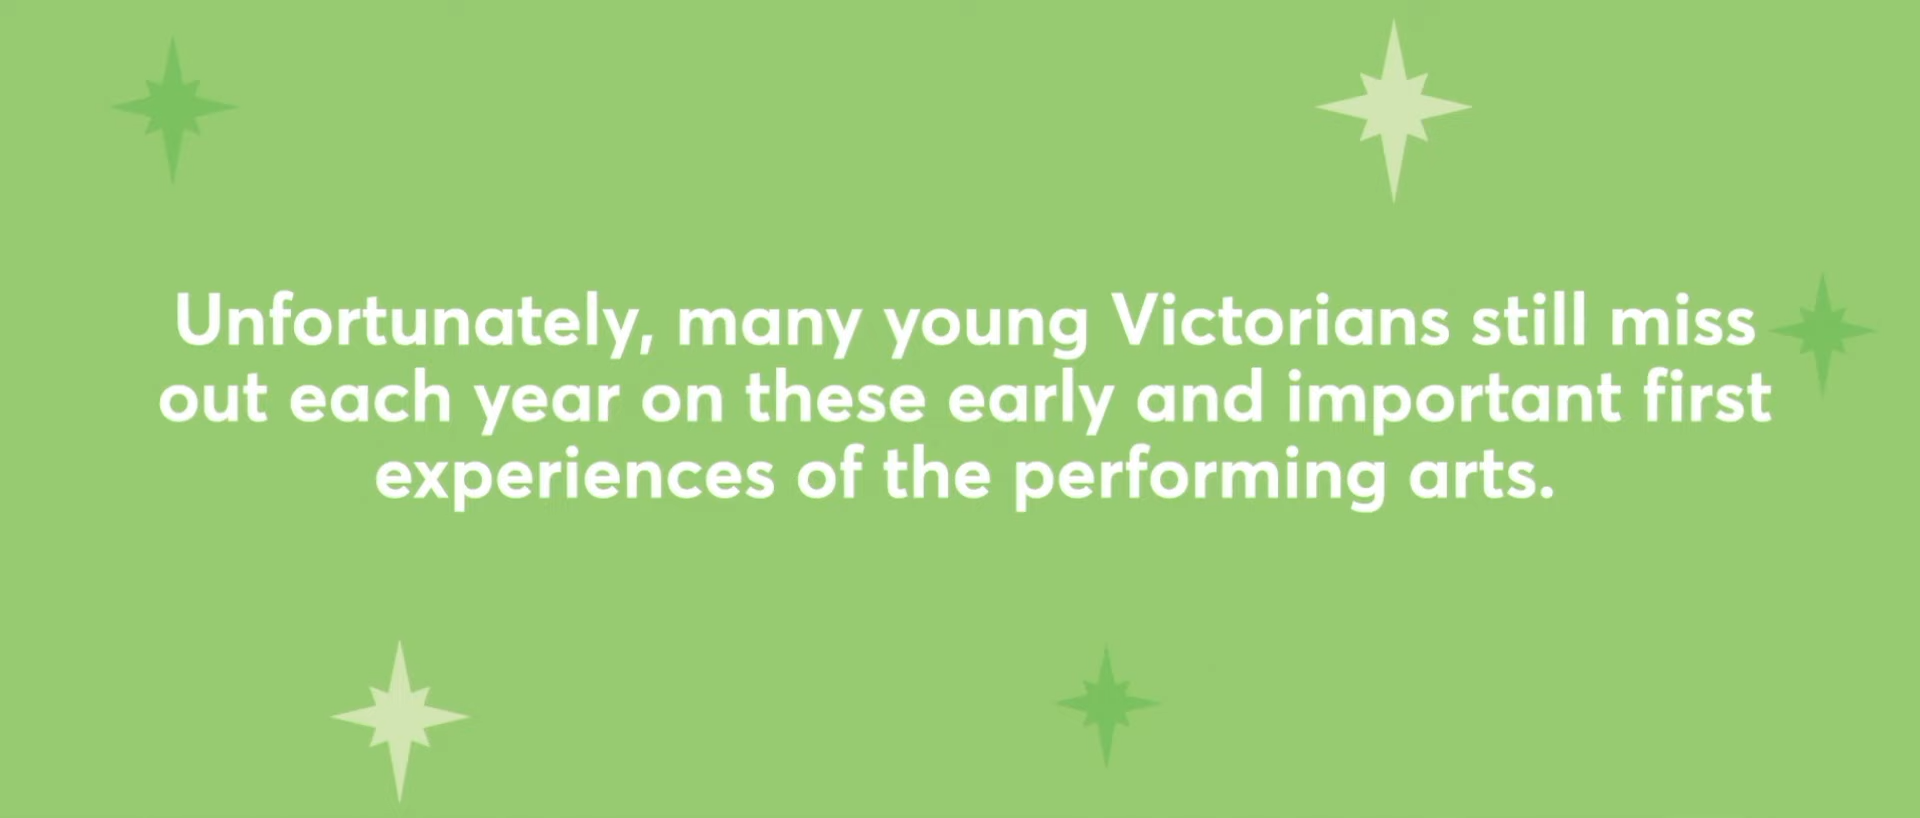 Unfortunately, many young Victorians still miss
out each year on these early and important first
experiences of the performing arts.